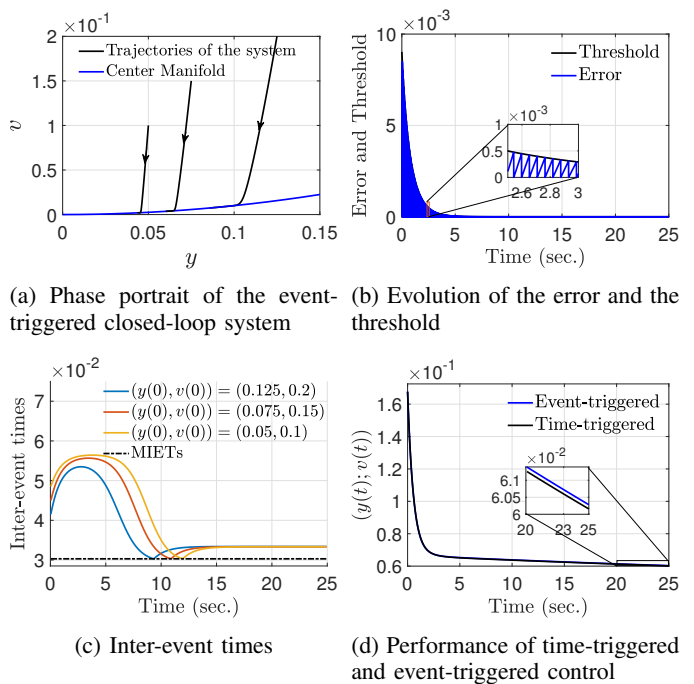 ×10⁻¹
2
1.5
1
0.5
0
0
0.05
0.1
0.15
v
y
Trajectories of the system
Center Manifold
(a) Phase portrait of the event-
triggered closed-loop system
×10⁻³
10
5
0
0
5
10
15
20
25
Error and Threshold
Time (sec.)
Threshold
Error
×10⁻³
1
0.5
0
2.6
2.8
3
(b) Evolution of the error and the
threshold
×10⁻²
7
6
5
4
3
0
5
10
15
20
25
Inter-event times
Time (sec.)
(y(0), v(0)) = (0.125, 0.2)
(y(0), v(0)) = (0.075, 0.15)
(y(0), v(0)) = (0.05, 0.1)
MIETs
(c) Inter-event times
×10⁻¹
1.6
1.4
1.2
1
0.8
0.6
0
5
10
15
20
25
(y(t); v(t))
Time (sec.)
Event-triggered
Time-triggered
×10⁻²
6.1
6.05
6
20
23
25
(d) Performance of time-triggered
and event-triggered control